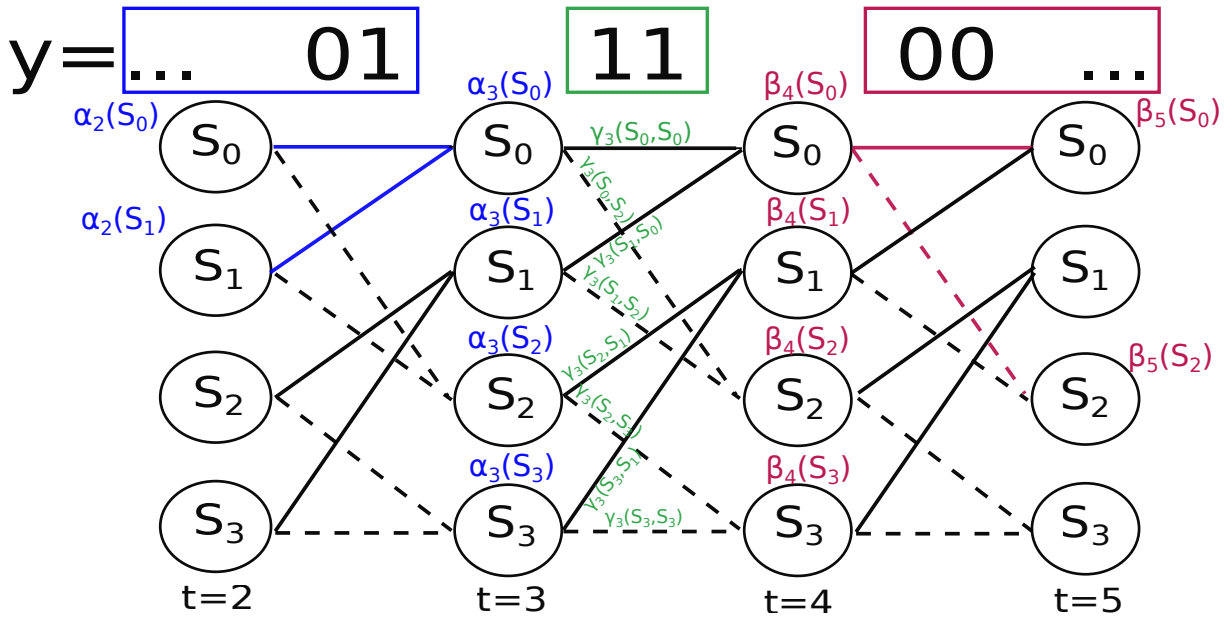 y= ... 01 11 00 ...
α₂(S₀) α₃(S₀) β₄(S₀) β₅(S₀)
S₀ S₀ S₀ S₀
γ₃(S₀,S₀)
γ₃(S₀,S₂)
α₂(S₁) α₃(S₁) β₄(S₁)
γ₃(S₁,S₀)
S₁ S₁ S₁ S₁
γ₃(S₁,S₂)
α₃(S₂) β₄(S₂) β₅(S₂)
γ₃(S₂,S₁)
S₂ S₂ S₂ S₂
γ₃(S₂,S₃)
α₃(S₃) β₄(S₃)
γ₃(S₃,S₁)
γ₃(S₃,S₃)
S₃ S₃ S₃ S₃
t=2 t=3 t=4 t=5